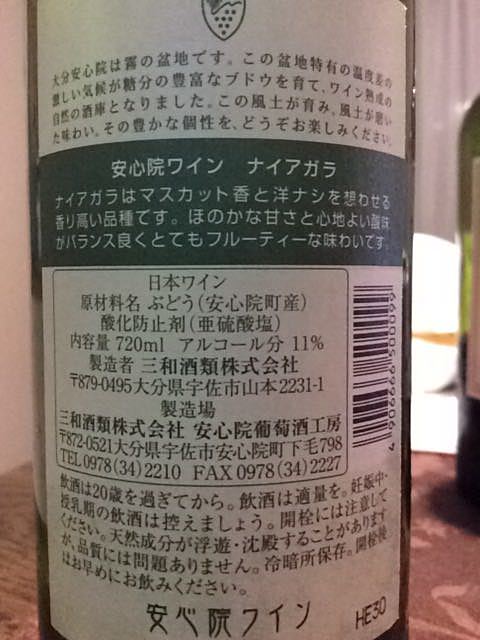 大分安心院は霧の盆地です。この盆地特有の温度差の
激しい気候が糖分の豊富なブドウを育て、ワイン熟成の
自然の酒庫となりました。この風土が育み、風土が磨い
た味わい。その豊かな個性を、どうぞお楽しみください。
安心院ワイン ナイアガラ
ナイアガラはマスカット香と洋ナシを想わせる
香り高い品種です。ほのかな甘さと心地よい酸味
がバランス良くとてもフルーティーな味わいです。
日本ワイン
原材料名 ぶどう(安心院町産)
酸化防止剤(亜硫酸塩)
内容量 720ml アルコール分 11%
製造者 三和酒類株式会社
〒879-0495大分県宇佐市山本2231-1
製造場
三和酒類株式会社 安心院葡萄酒工房
〒872-0521大分県宇佐市安心院町下毛798
TEL 0978(34)2210 FAX 0978(34)2227
4 906666 500099
飲酒は20歳を過ぎてから。飲酒は適量を。妊娠中・
授乳期の飲酒は控えましょう。開栓には注意して
ください。天然成分が浮遊・沈殿することがあります
が、品質には問題ありません。冷暗所保存。開栓後
はお早めにお飲みください。
安心院ワイン
HE30